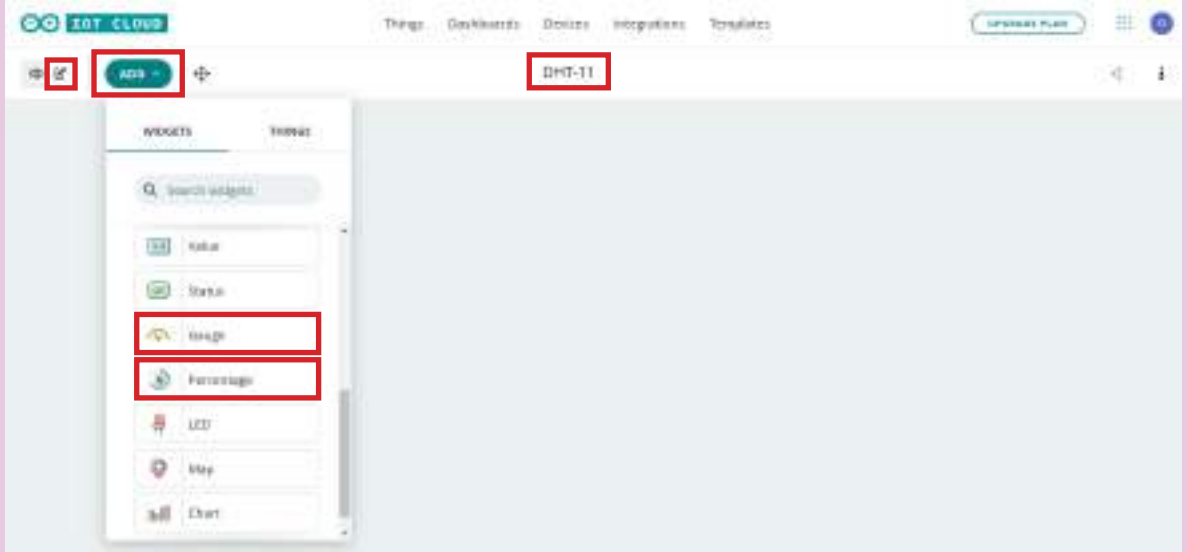 IOT CLOUD
Things Dashboards Devices Integrations Templates
UPGRADE PLAN
ADD
DHT-11
WIDGETS THINGS
Search widgets
Value
Status
Gauge
Percentage
LED
Map
Chart